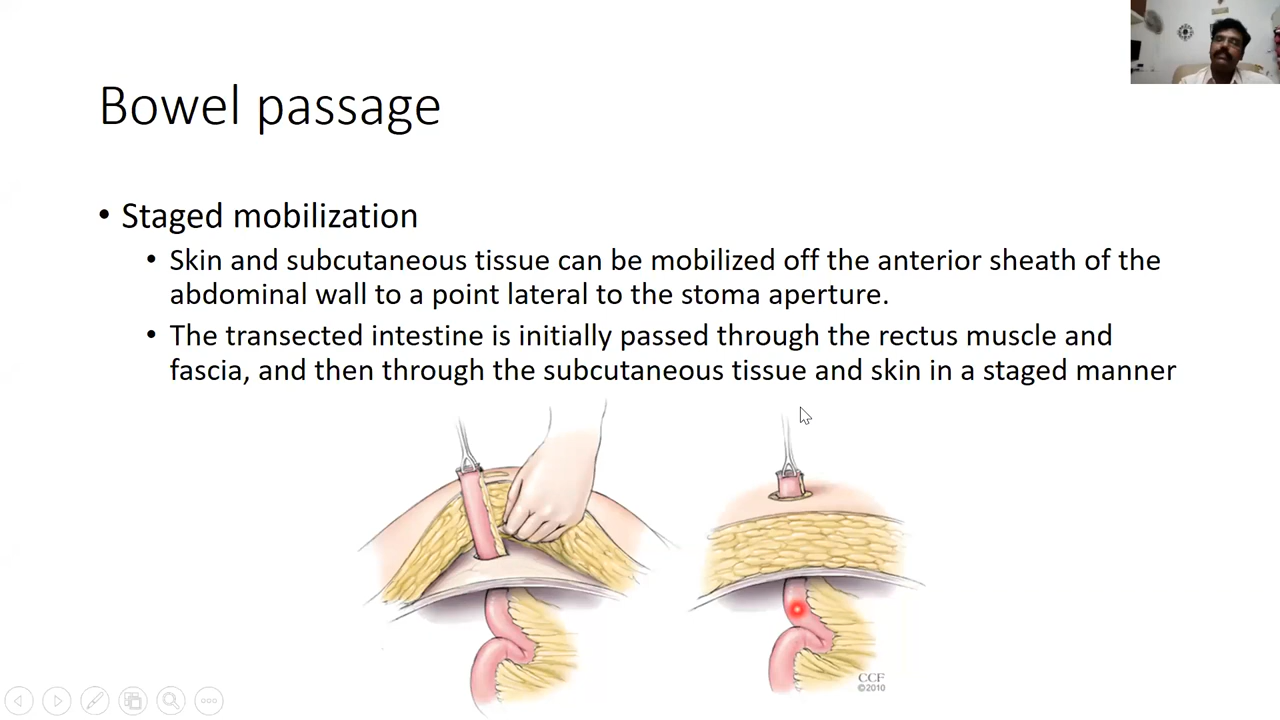 Bowel passage
• Staged mobilization
• Skin and subcutaneous tissue can be mobilized off the anterior sheath of the
abdominal wall to a point lateral to the stoma aperture.
• The transected intestine is initially passed through the rectus muscle and
fascia, and then through the subcutaneous tissue and skin in a staged manner
CCF
©2010